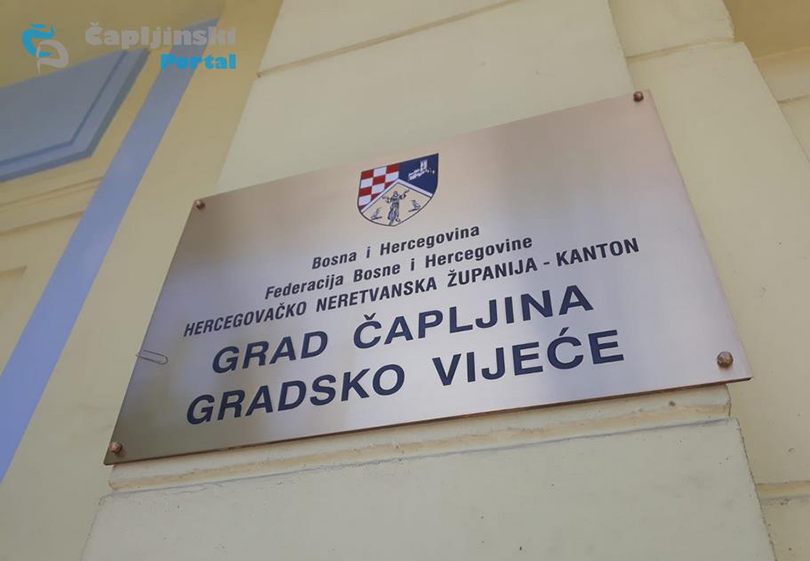 Čapljinski
Portal
Bosna i Hercegovina
Federacija Bosne i Hercegovine
HERCEGOVAČKO NERETVANSKA ŽUPANIJA - KANTON
GRAD ČAPLJINA
GRADSKO VIJEĆE